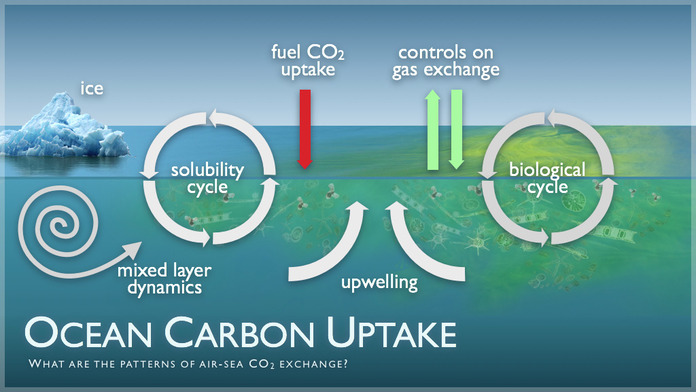 fuel CO₂
uptake
controls on
gas exchange
ice
solubility
cycle
biological
cycle
mixed layer
dynamics
upwelling
OCEAN CARBON UPTAKE
WHAT ARE THE PATTERNS OF AIR-SEA CO₂ EXCHANGE?